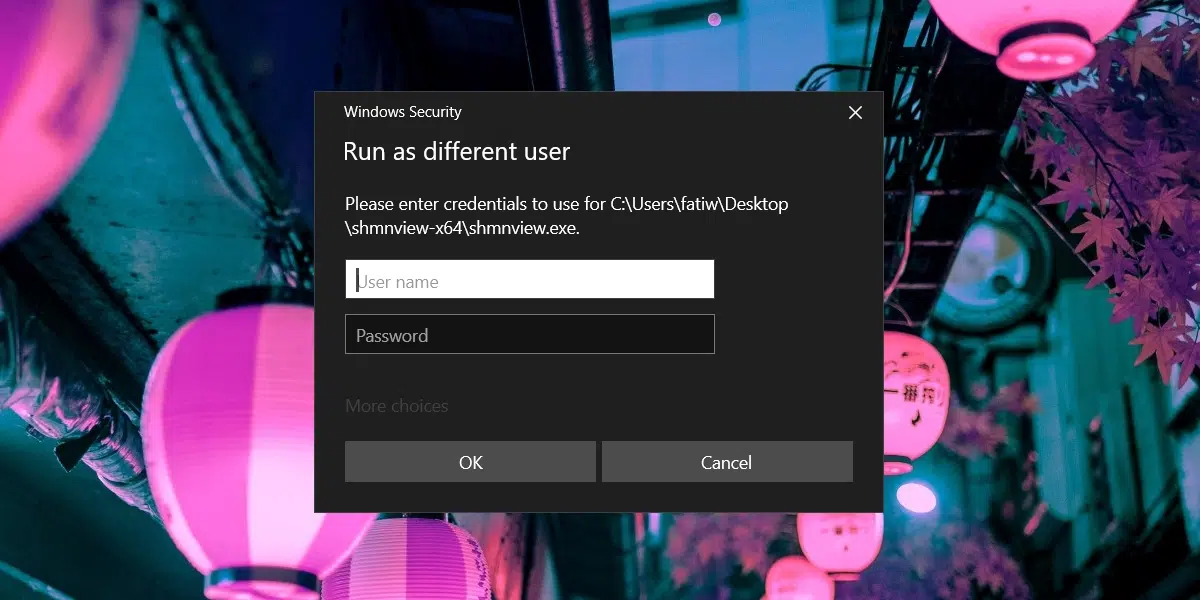 Windows Security
Run as different user
Please enter credentials to use for C:\Users\fatiw\Desktop
\shmnview-x64\shmnview.exe.
User name
Password
More choices
OK
Cancel